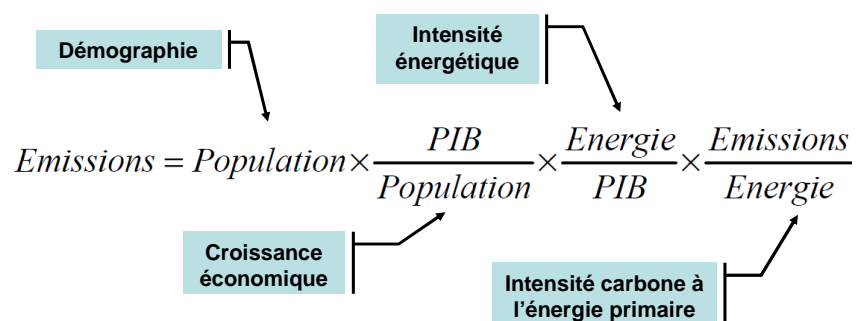 Démographie
Intensité
énergétique
Emissions = Population × PIB/Population × Energie/PIB × Emissions/Energie
Croissance
économique
Intensité carbone à
l'énergie primaire